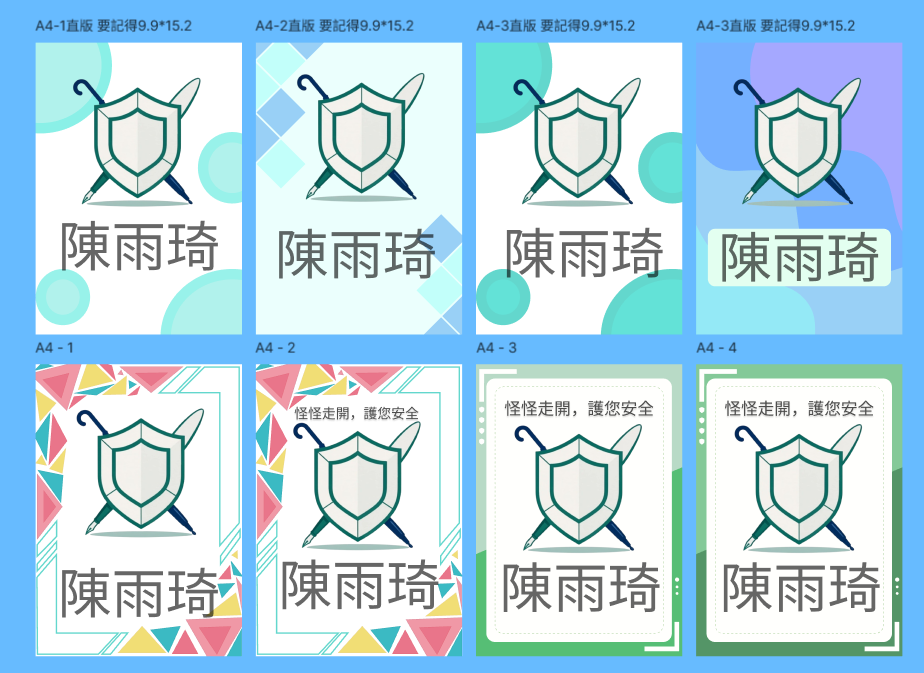 A4-1直版 要記得9.9*15.2
A4-2直版 要記得9.9*15.2
A4-3直版 要記得9.9*15.2
A4-3直版 要記得9.9*15.2
陳雨琦
陳雨琦
陳雨琦
陳雨琦
A4 - 1
A4 - 2
A4 - 3
A4 - 4
怪怪走開，護您安全
怪怪走開，護您安全
怪怪走開，護您安全
陳雨琦
陳雨琦
陳雨琦
陳雨琦